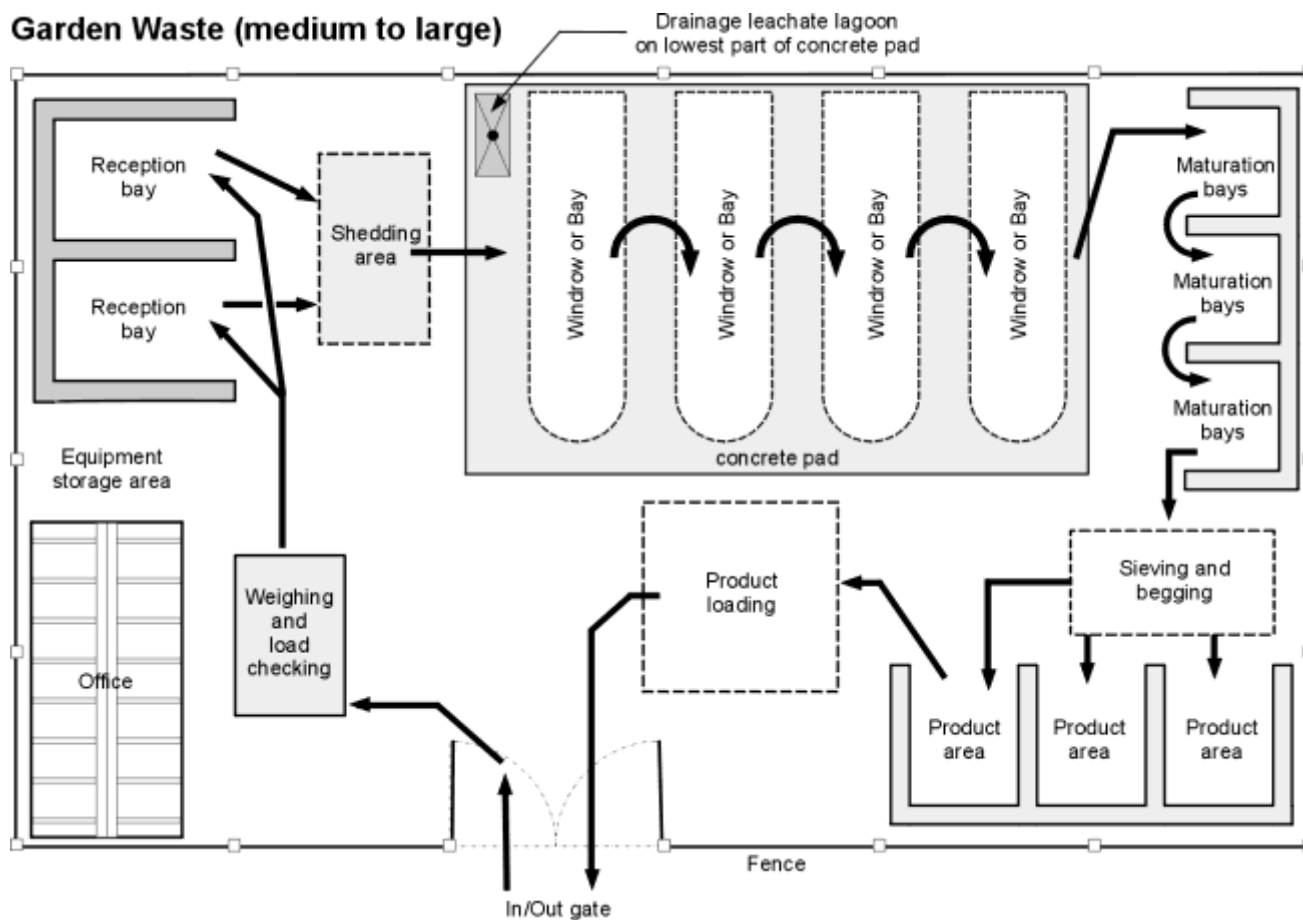 Garden Waste (medium to large)
Drainage leachate lagoon
on lowest part of concrete pad
Reception
bay
Reception
bay
Shedding
area
Windrow or Bay
Windrow or Bay
Windrow or Bay
Windrow or Bay
concrete pad
Maturation
bays
Maturation
bays
Maturation
bays
Equipment
storage area
Office
Weighing
and
load
checking
Product
loading
Sieving and
begging
Product
area
Product
area
Product
area
Fence
In/Out gate